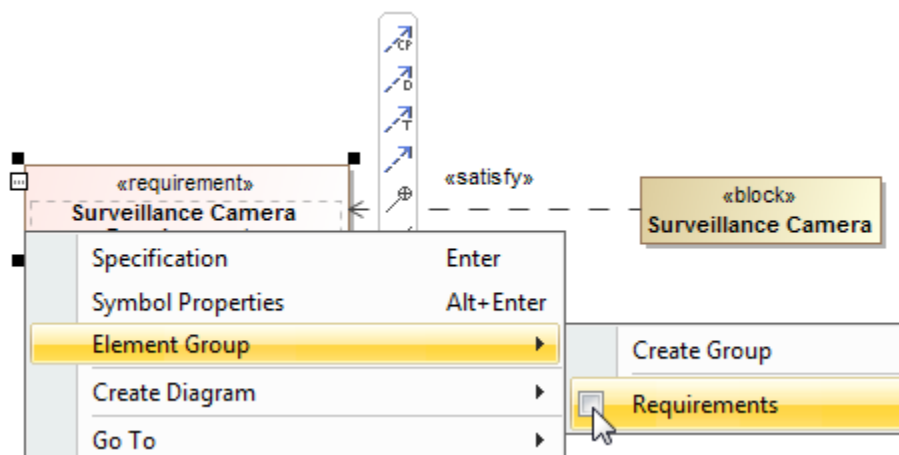 CP
D
T
«requirement»
Surveillance Camera
«satisfy»
«block»
Surveillance Camera
Specification Enter
Symbol Properties Alt+Enter
Element Group
Create Group
Create Diagram
Requirements
Go To